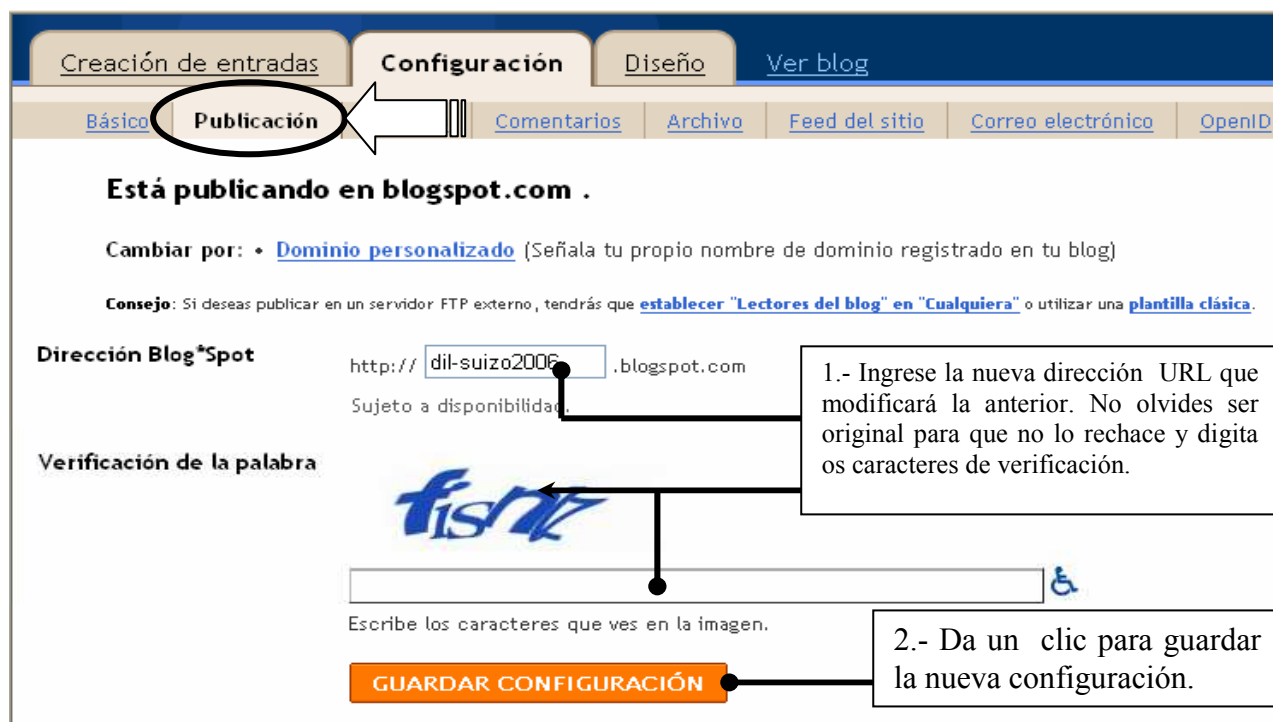 Creación de entradas Configuración Diseño Ver blog
Básico Publicación Comentarios Archivo Feed del sitio Correo electrónico OpenID
Está publicando en blogspot.com .
Cambiar por: • Dominio personalizado (Señala tu propio nombre de dominio registrado en tu blog)
Consejo: Si deseas publicar en un servidor FTP externo, tendrás que establecer "Lectores del blog" en "Cualquiera" o utilizar una plantilla clásica.
Dirección Blog*Spot
http:// dil-suizo2006 .blogspot.com
Sujeto a disponibilidad.
1.- Ingrese la nueva dirección URL que
modificará la anterior. No olvides ser
original para que no lo rechace y digita
os caracteres de verificación.
Verificación de la palabra
Escribe los caracteres que ves en la imagen.
2.- Da un clic para guardar
la nueva configuración.
GUARDAR CONFIGURACIÓN